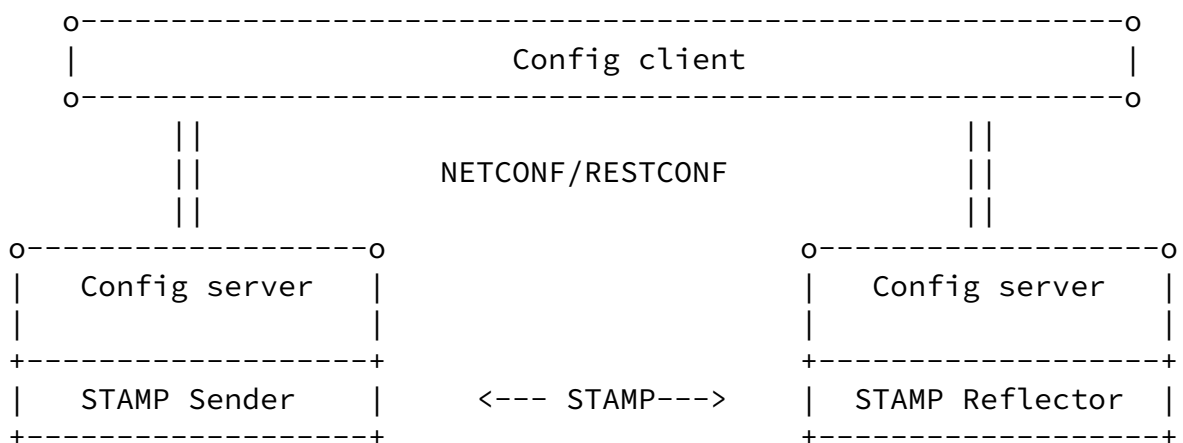 o----------------------------------------------------------o
|                        Config client                       |
o----------------------------------------------------------o
||                                           ||
||              NETCONF/RESTCONF             ||
||                                           ||
o-------------------o                       o-------------------o
|   Config server   |                       |   Config server   |
|                   |                       |                   |
+-------------------+                       +-------------------+
|   STAMP Sender    |     <--- STAMP--->    |  STAMP Reflector  |
+-------------------+                       +-------------------+